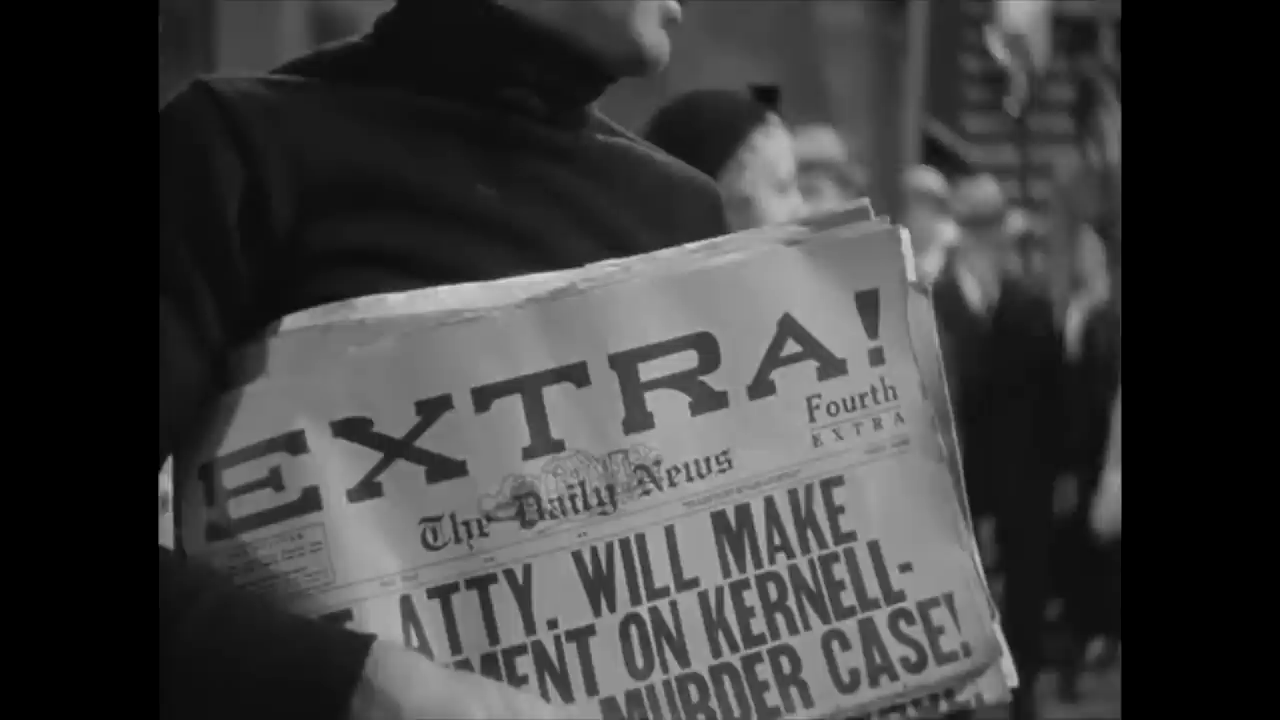 EXTRA!
Fourth
EXTRA
The Daily News
ATTY. WILL MAKE
MENT ON KERNELL-
MURDER CASE!